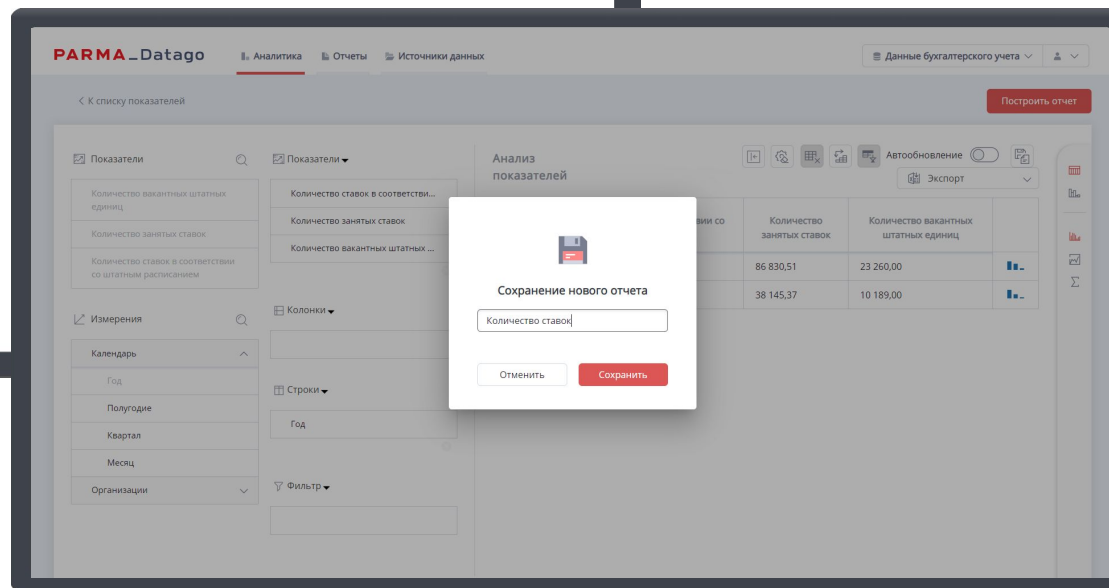 PARMA_Datago
Аналитика
Отчеты
Источники данных
Данные бухгалтерского учета
К списку показателей
Построить отчет
Показатели
Количество вакантных штатных
единиц
Количество занятых ставок
Количество ставок в соответствии
со штатным расписанием
Измерения
Календарь
Год
Полугодие
Квартал
Месяц
Организации
Показатели
Количество ставок в соответстви...
Количество занятых ставок
Количество вакантных штатных ...
Колонки
Строки
Год
Фильтр
Анализ
показателей
Автообновление
Экспорт
вии со
Количество
занятых ставок
Количество вакантных
штатных единиц
86 830,51
23 260,00
38 145,37
10 189,00
Сохранение нового отчета
Количество ставок
Отменить
Сохранить